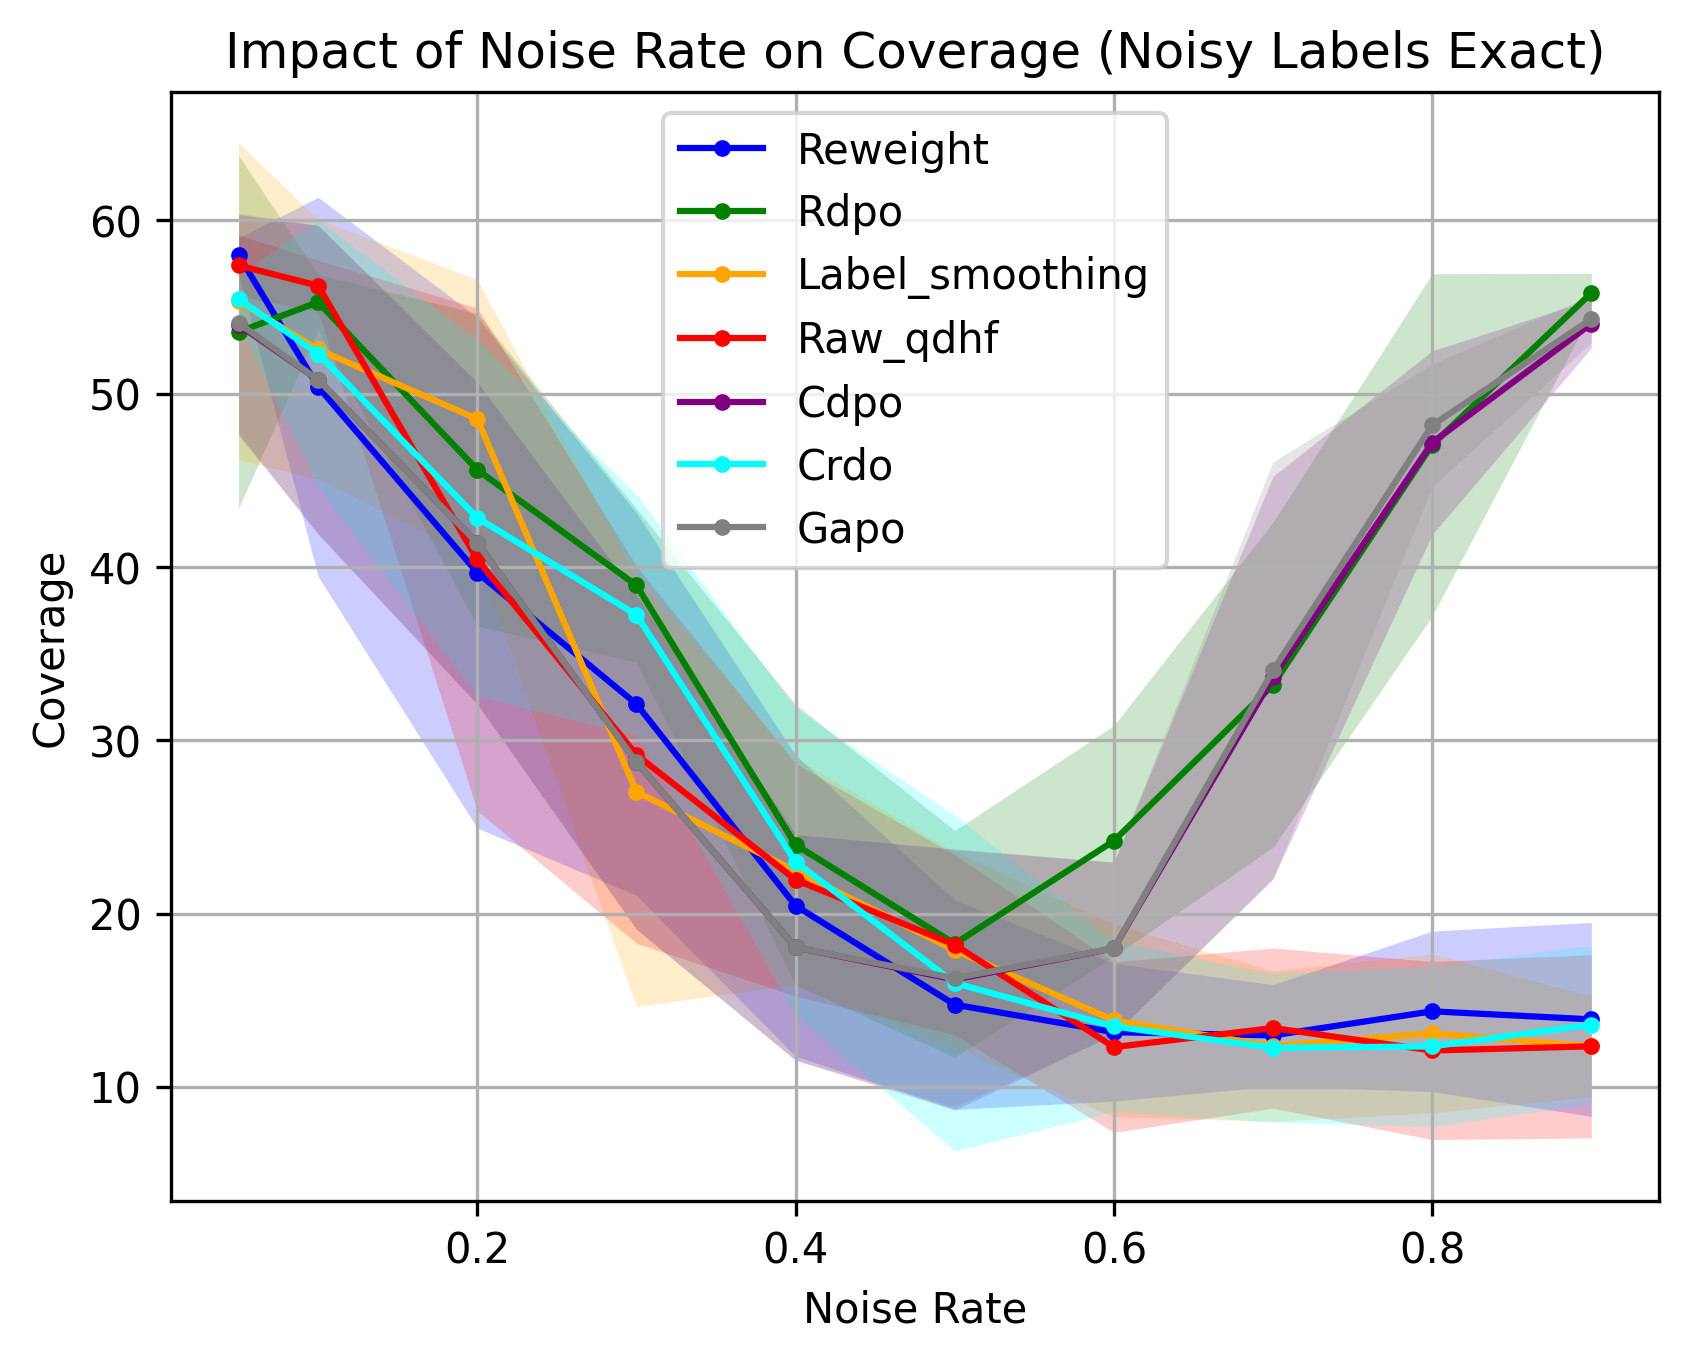 Impact of Noise Rate on Coverage (Noisy Labels Exact)
Reweight
Rdpo
Label_smoothing
Raw_qdhf
Cdpo
Crdo
Gapo
60
50
40
30
20
10
Coverage
0.2
0.4
0.6
0.8
Noise Rate